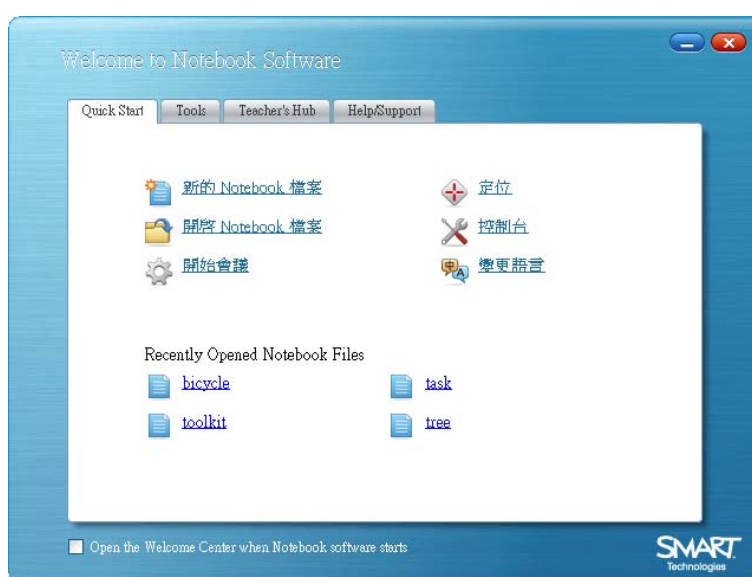 Welcome to Notebook Software
Quick Start Tools Teacher's Hub Help/Support
新的 Notebook 檔案 定位
開啓 Notebook 檔案 控制台
開始會議 變更語言
Recently Opened Notebook Files
bicycle task
toolkit tree
Open the Welcome Center when Notebook software starts
SMART
Technologies